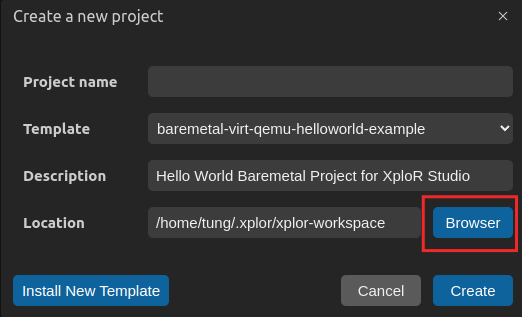 Create a new project
Project name
Template baremetal-virt-qemu-helloworld-example
Description Hello World Baremetal Project for XploR Studio
Location /home/tung/.xplor/xplor-workspace Browser
Install New Template Cancel Create